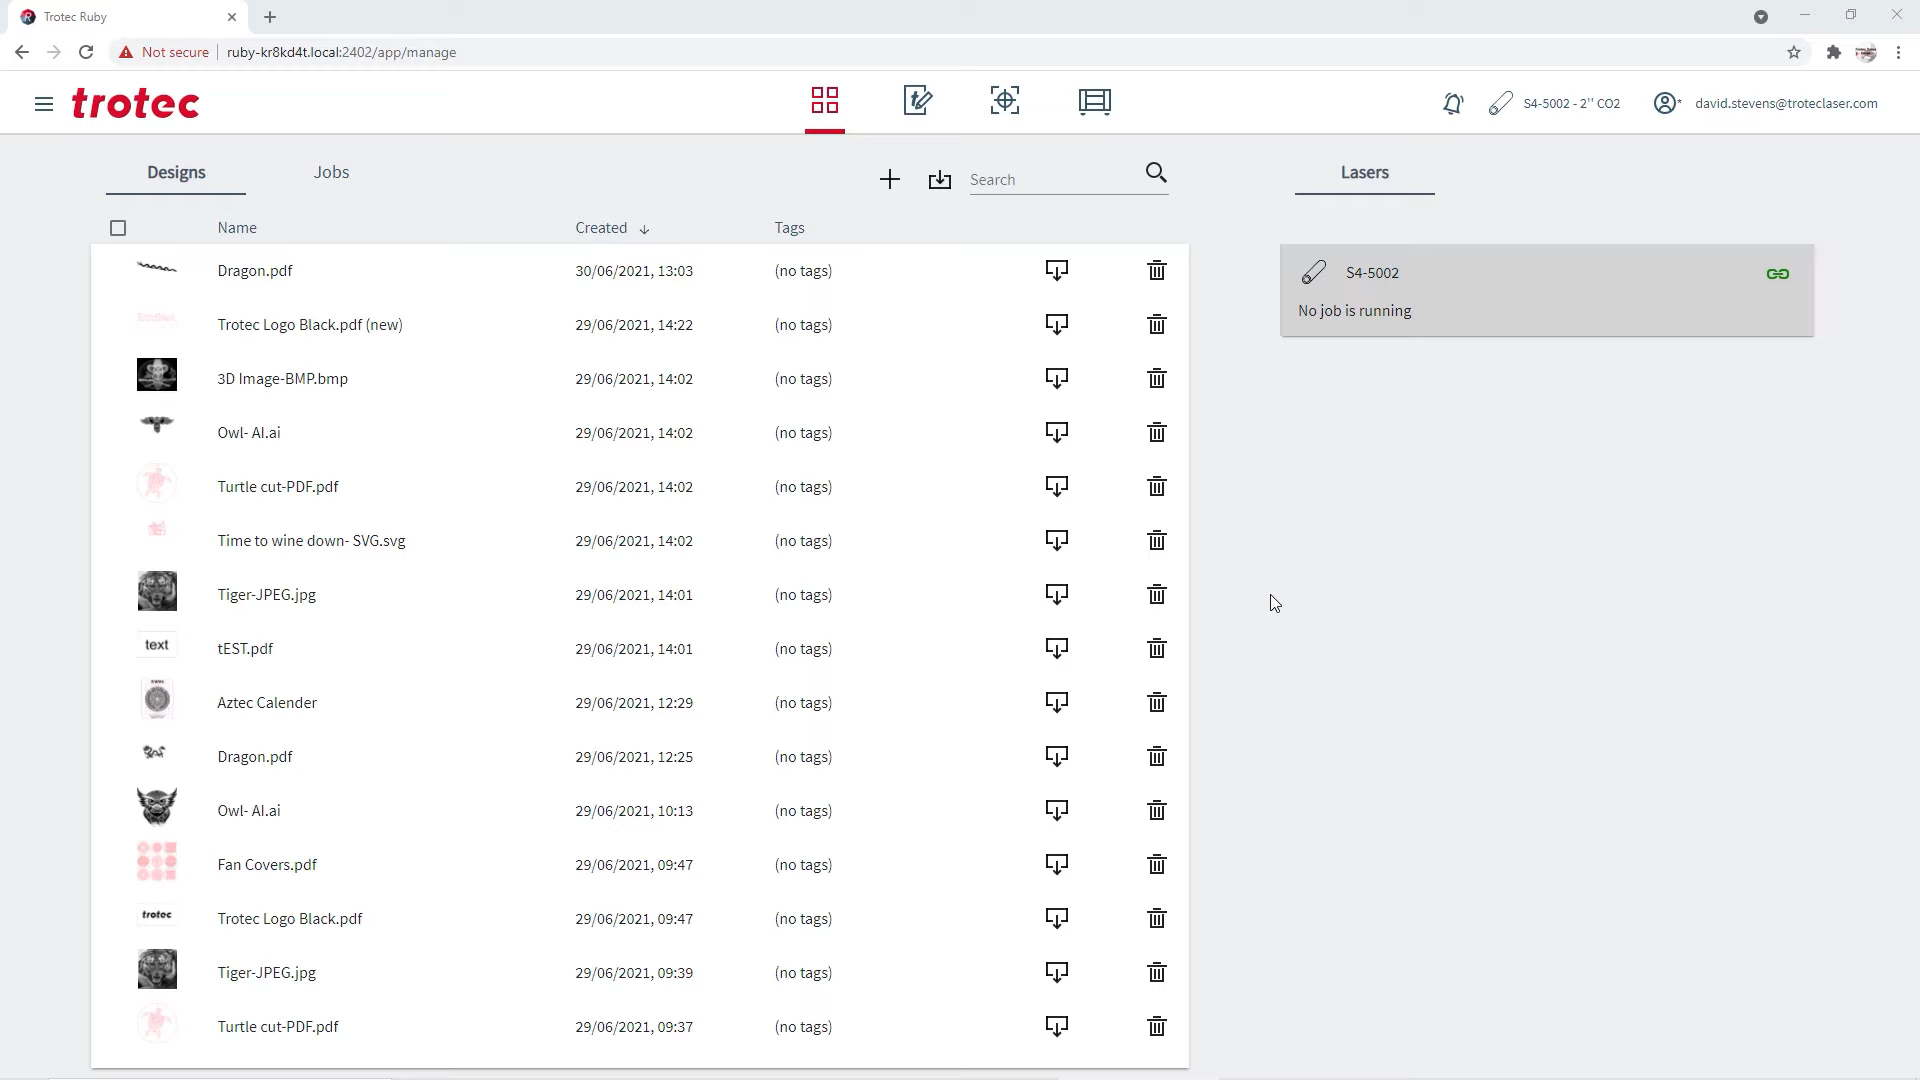 Trotec Ruby
Not secure
ruby-kr8kd4t.local:2402/app/manage
trotec
S4-5002 - 2'' CO2
david.stevens@troteclaser.com
Designs
Jobs
Search
Lasers
Name
Created
Tags
Dragon.pdf
30/06/2021, 13:03
(no tags)
S4-5002
No job is running
Trotec Logo Black.pdf (new)
29/06/2021, 14:22
(no tags)
3D Image-BMP.bmp
29/06/2021, 14:02
(no tags)
Owl- AI.ai
29/06/2021, 14:02
(no tags)
Turtle cut-PDF.pdf
29/06/2021, 14:02
(no tags)
Time to wine down- SVG.svg
29/06/2021, 14:02
(no tags)
Tiger-JPEG.jpg
29/06/2021, 14:01
(no tags)
text
tEST.pdf
29/06/2021, 14:01
(no tags)
Aztec Calender
29/06/2021, 12:29
(no tags)
Dragon.pdf
29/06/2021, 12:25
(no tags)
Owl- AI.ai
29/06/2021, 10:13
(no tags)
Fan Covers.pdf
29/06/2021, 09:47
(no tags)
trotec
Trotec Logo Black.pdf
29/06/2021, 09:47
(no tags)
Tiger-JPEG.jpg
29/06/2021, 09:39
(no tags)
Turtle cut-PDF.pdf
29/06/2021, 09:37
(no tags)